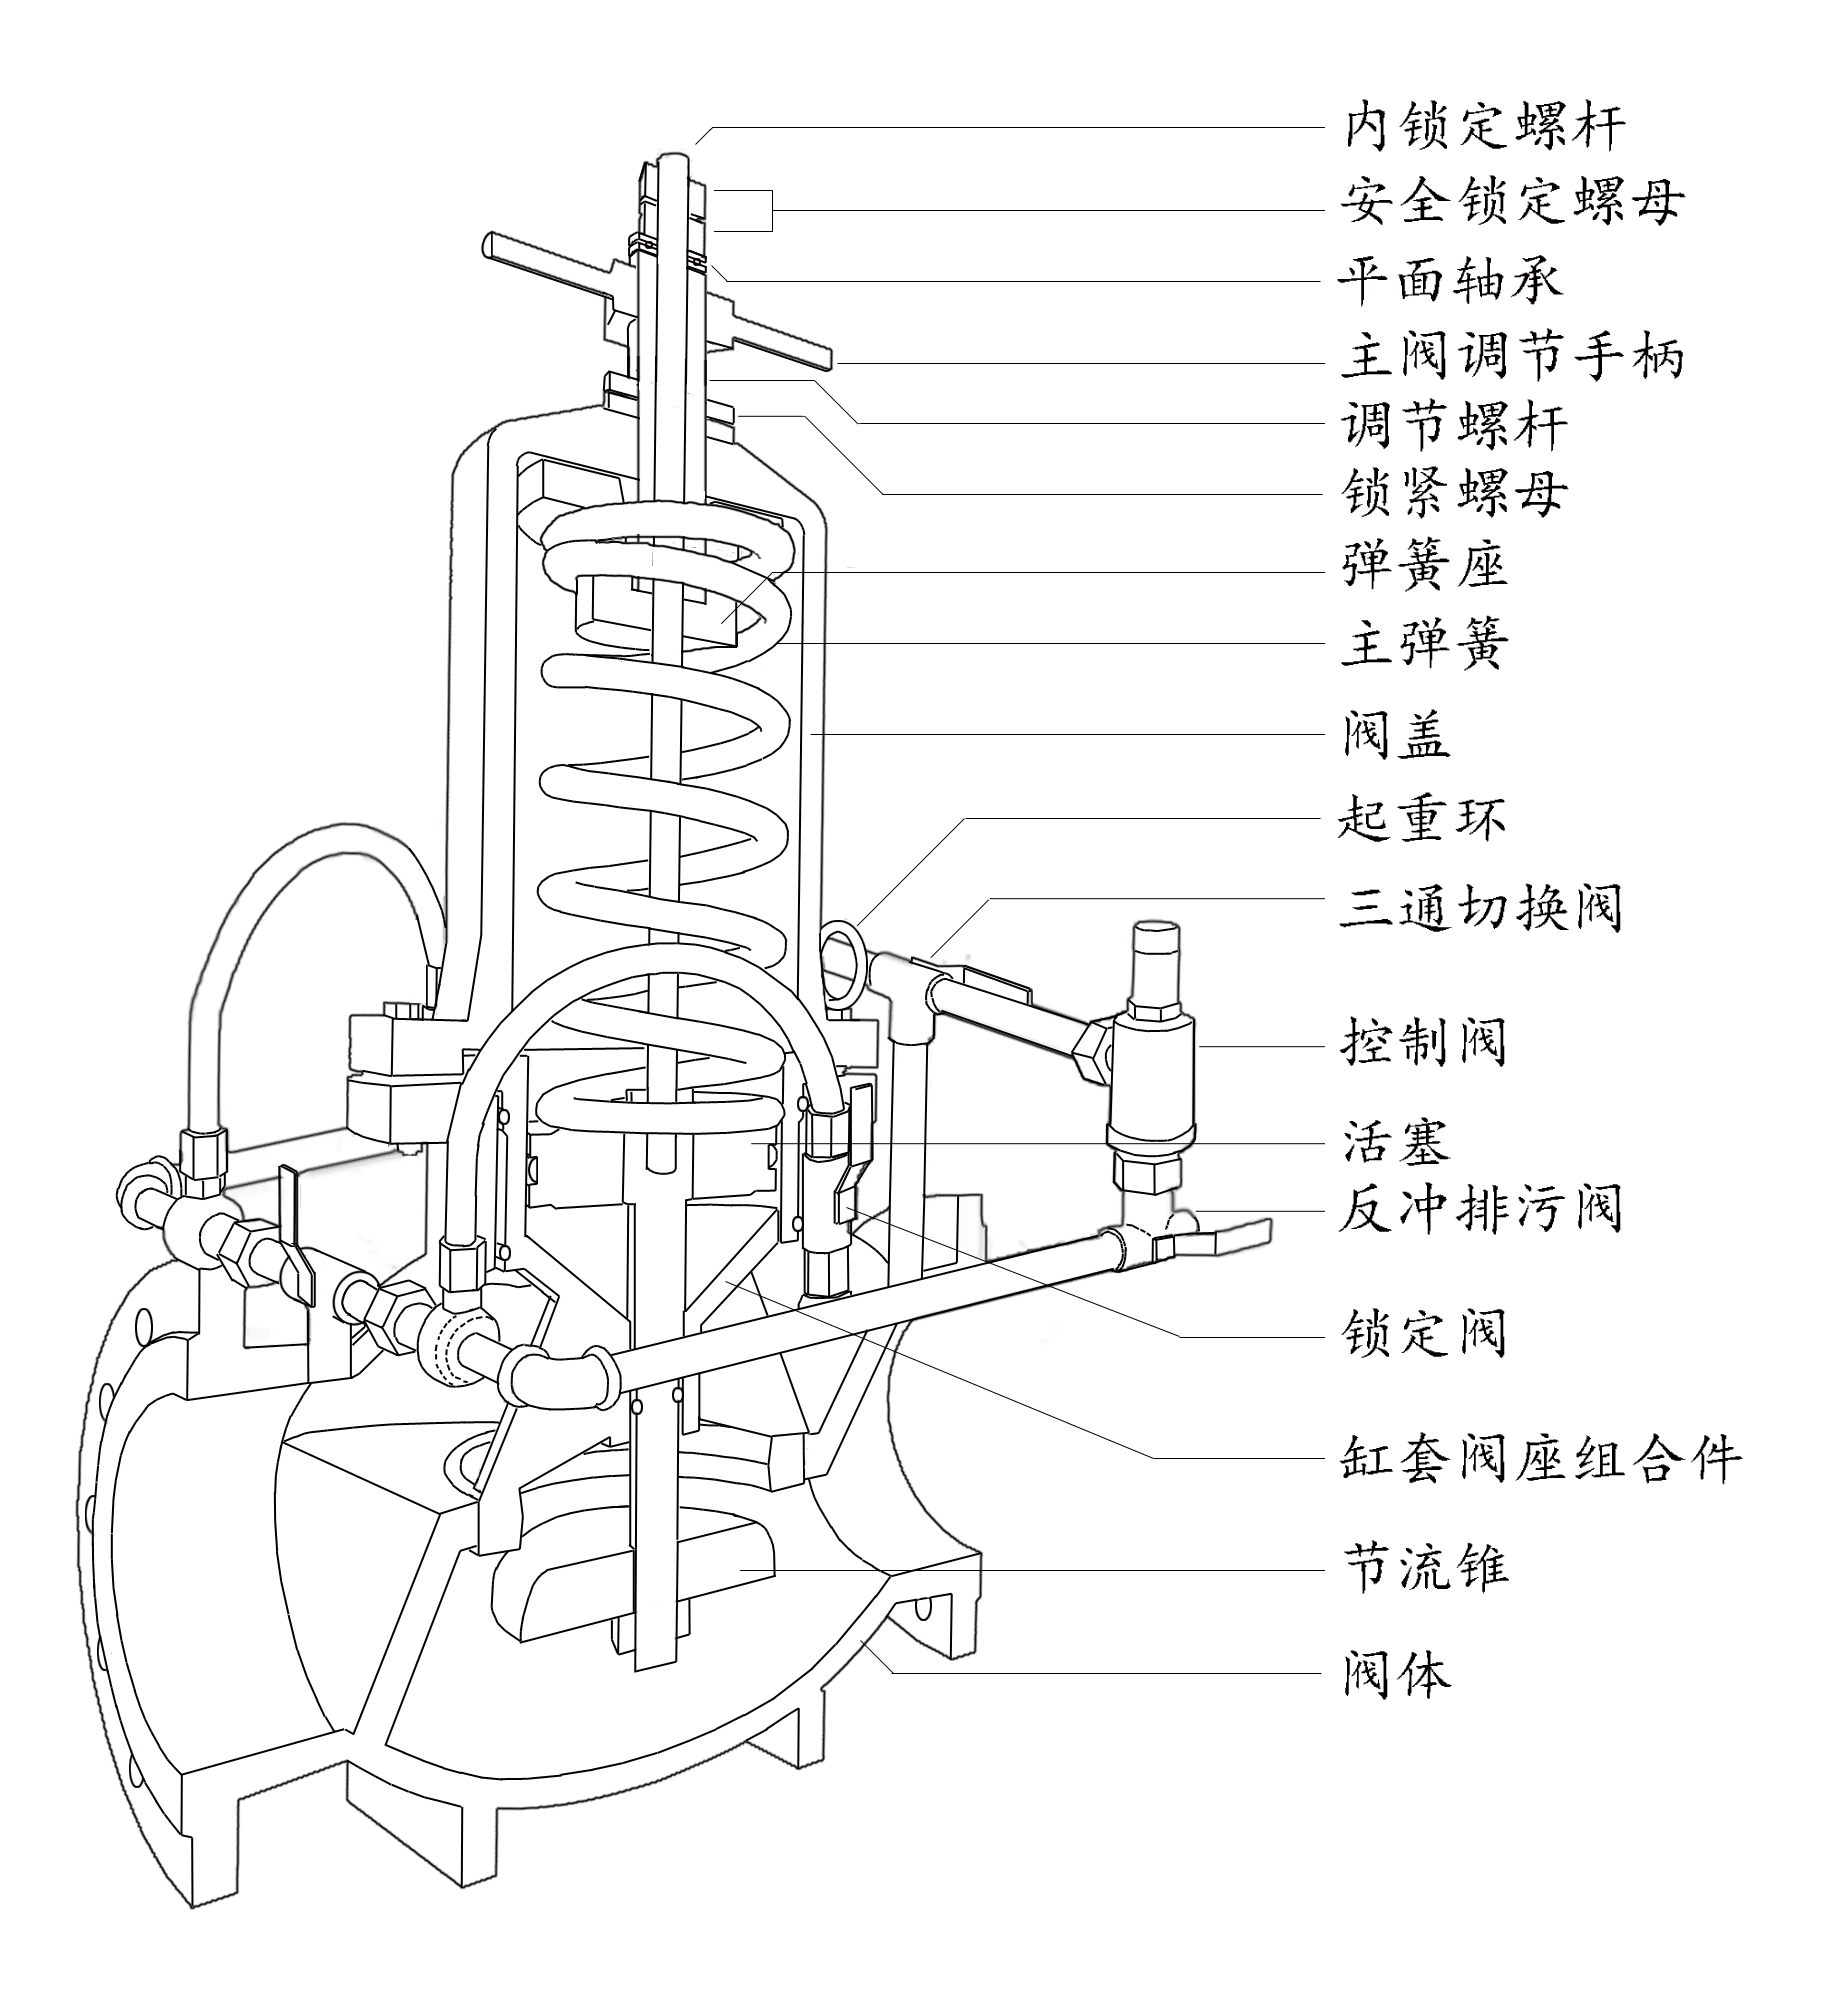 内锁定螺杆
安全锁定螺母
平面轴承
主阀调节手柄
调节螺杆
锁紧螺母
弹簧座
主弹簧
阀盖
起重环
三通切换阀
控制阀
活塞
反冲排污阀
锁定阀
缸套阀座组合件
节流锥
阀体